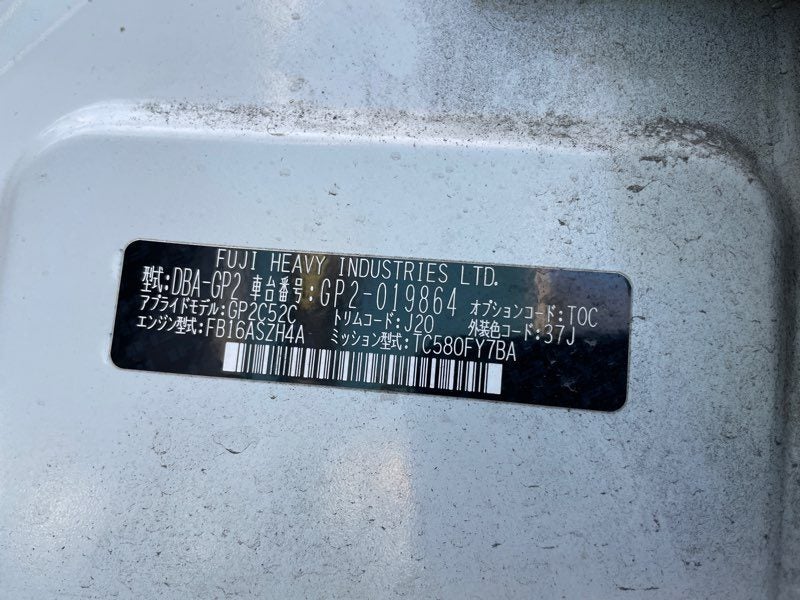 FUJI HEAVY INDUSTRIES LTD.
型式:DBA-GP2 車台番号:GP2-019864 オプションコード:TOC
アプライドモデル:GP2C52C トリムコード:J20 外装色コード:37J
エンジン型式:FB16ASZH4A ミッション型式:TC580FY7BA